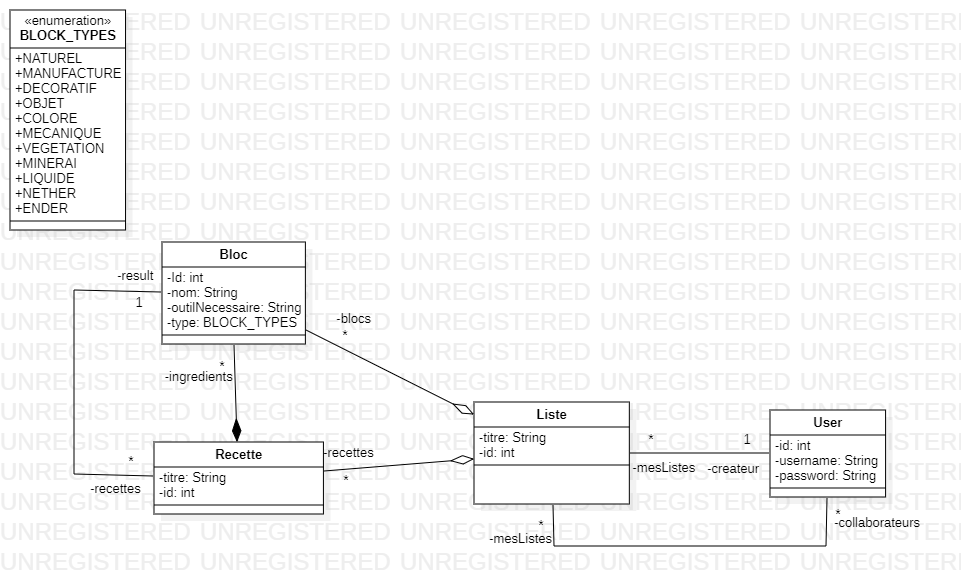 «enumeration»
BLOCK_TYPES
+NATUREL
+MANUFACTURE
+DECORATIF
+OBJET
+COLORE
+MECANIQUE
+VEGETATION
+MINERAI
+LIQUIDE
+NETHER
+ENDER
Bloc
-Id: int
-nom: String
-outilNecessaire: String
-type: BLOCK_TYPES
-result
1
-blocs
*
*
-ingredients
Recette
-titre: String
-id: int
*
-recettes
-recettes
*
Liste
-titre: String
-id: int
*
-mesListes
1
-createur
User
-id: int
-username: String
-password: String
*
-mesListes
*
-collaborateurs
UNREGISTERED UNREGISTERED UNREGISTERED UNREGISTERED UNREGISTERED